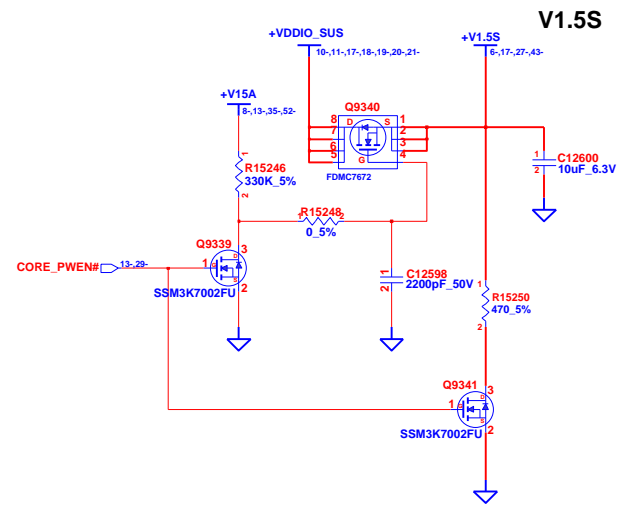 V1.5S
+VDDIO_SUS
10-,11-,17-,18-,19-,20-,21-
+V1.5S
6-,17-,27-,43-
+V15A
8-,13-,35-,52-
Q9340
8 D S 1
7 2
6 3
5 G 4
FDMC7672
1
R15246
330K_5%
2
1 R15248 2
0_5%
1 C12600
2 10uF_6.3V
Q9339
3
D
CORE_PWEN# 13-,29- 1 G
S
2
SSM3K7002FU
1 C12598
2 2200pF_50V
1
R15250
470_5%
2
Q9341
3
D
1 G
S
2
SSM3K7002FU